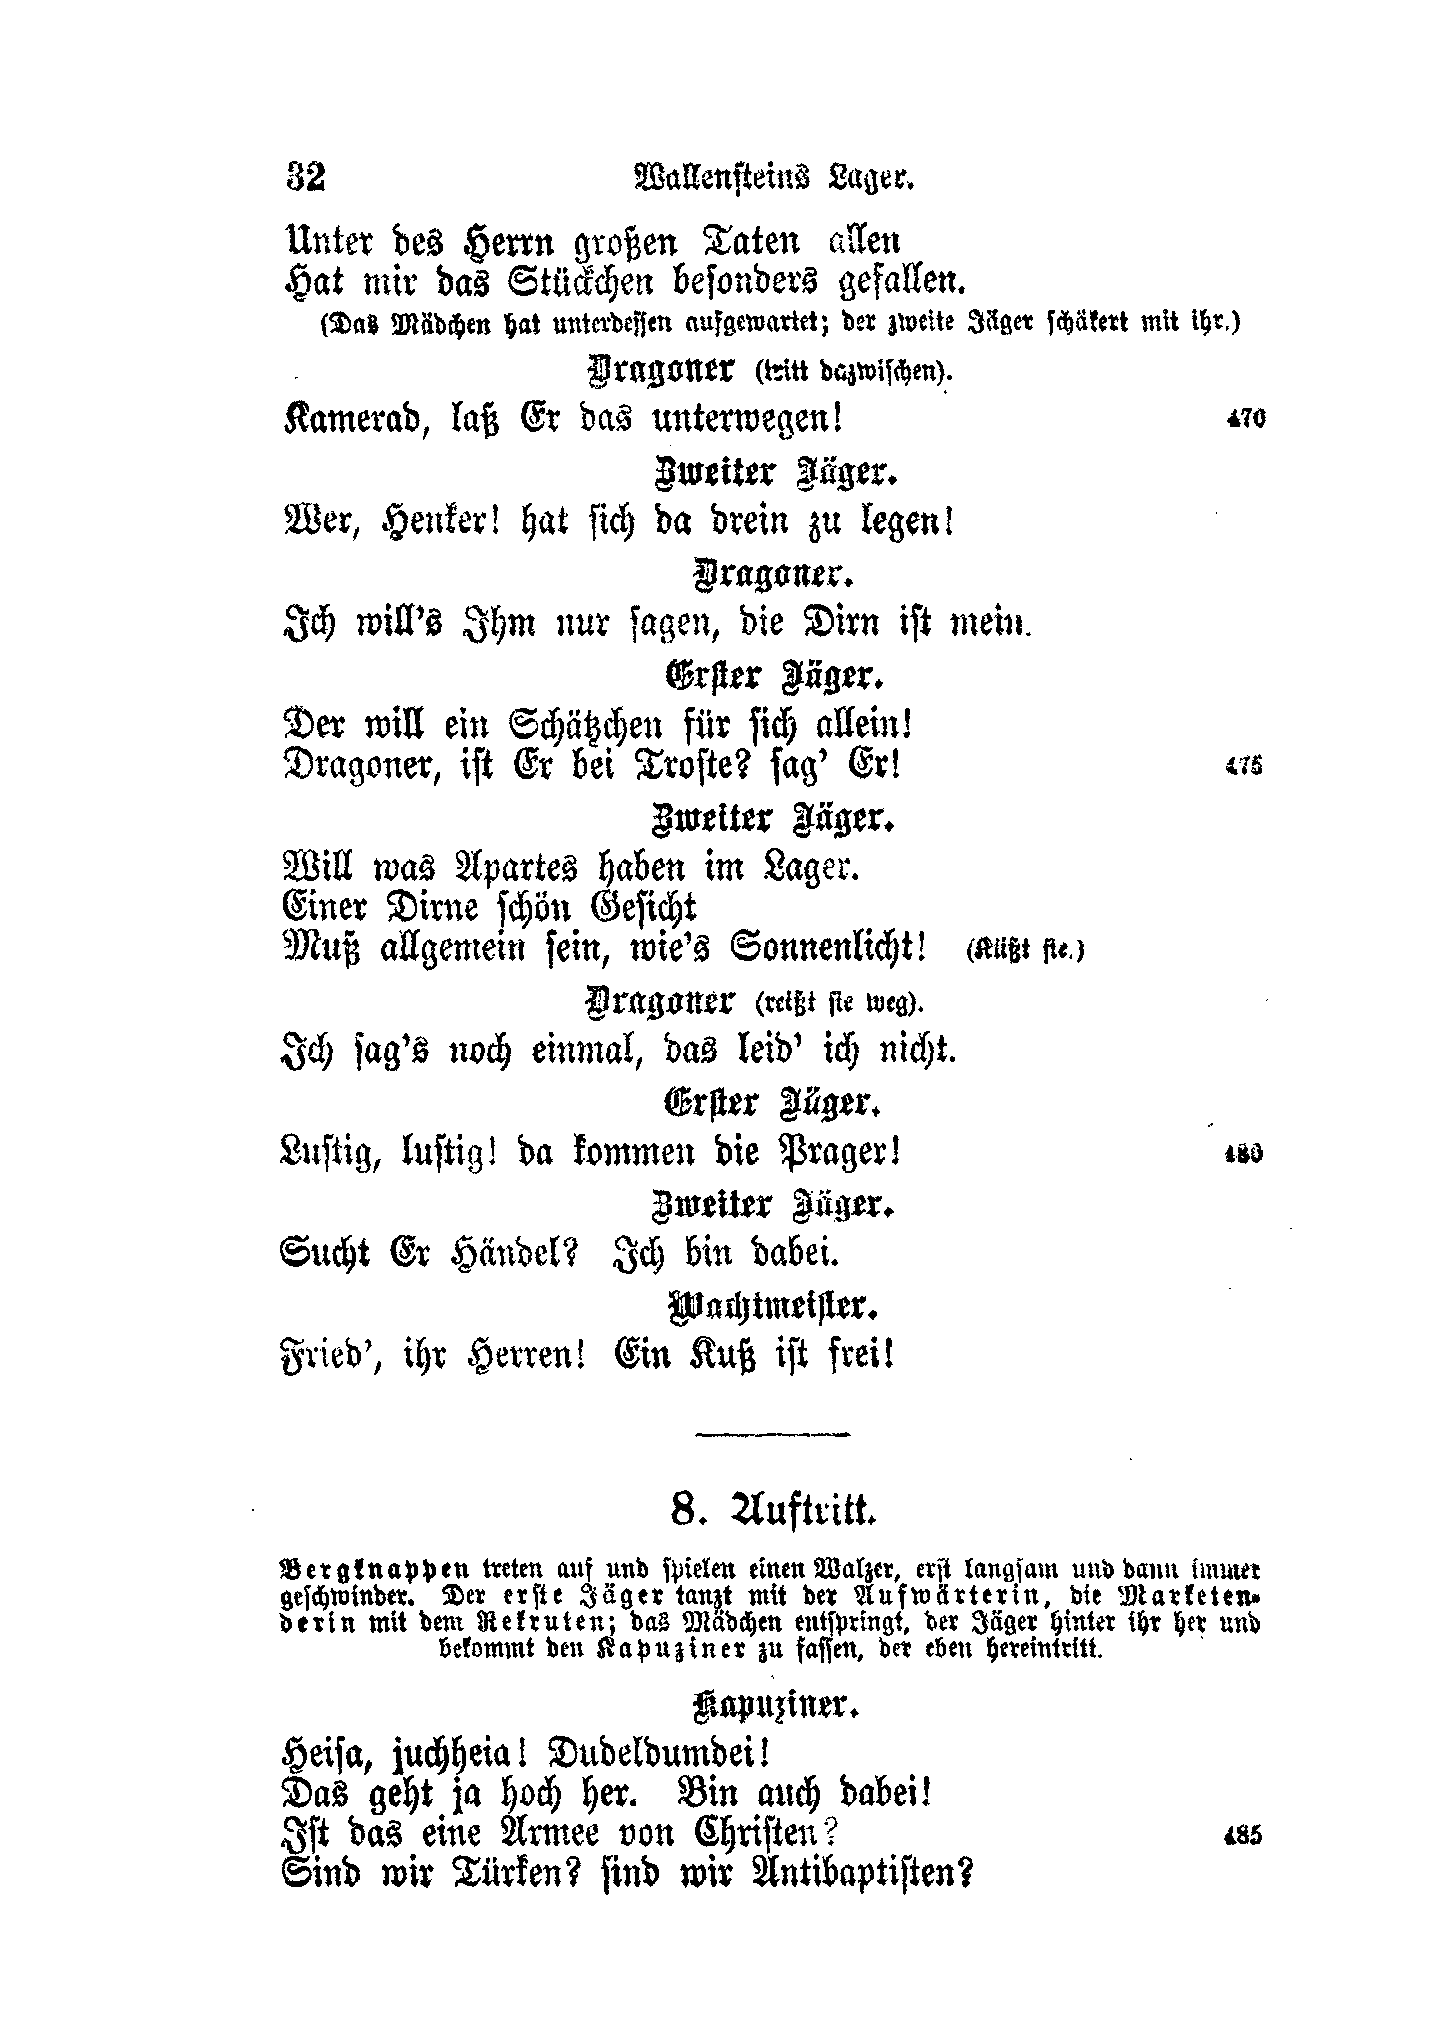 32 Wallensteins Lager.
Unter des Herrn großen Taten allen
Hat mir das Stückchen besonders gefallen.
(Das Mädchen hat unterdessen aufgewartet; der zweite Jäger schäkert mit ihr.)
Dragoner (tritt dazwischen).
Kamerad, laß Er das unterwegen! 470
Zweiter Jäger.
Wer, Henker! hat sich da drein zu legen!
Dragoner.
Ich will's Ihm nur sagen, die Dirn ist mein.
Erster Jäger.
Der will ein Schätzchen für sich allein!
Dragoner, ist Er bei Troste? sag' Er! 475
Zweiter Jäger.
Will was Apartes haben im Lager.
Einer Dirne schön Gesicht
Muß allgemein sein, wie's Sonnenlicht! (Küßt sie.)
Dragoner (reißt sie weg).
Ich sag's noch einmal, das leid' ich nicht.
Erster Jäger.
Lustig, lustig! da kommen die Prager! 480
Zweiter Jäger.
Sucht Er Händel? Ich bin dabei.
Wachtmeister.
Fried', ihr Herren! Ein Kuß ist frei!
8. Auftritt.
Bergknappen treten auf und spielen einen Walzer, erst langsam und dann immer
geschwinder. Der erste Jäger tanzt mit der Aufwärterin, die Marketen-
derin mit dem Rekruten; das Mädchen entspringt, der Jäger hinter ihr her und
bekommt den Kapuziner zu fassen, der eben hereintritt.
Kapuziner.
Heisa, juchheia! Dudeldumdei!
Das geht ja hoch her. Bin auch dabei!
Ist das eine Armee von Christen? 485
Sind wir Türken? sind wir Antibaptisten?